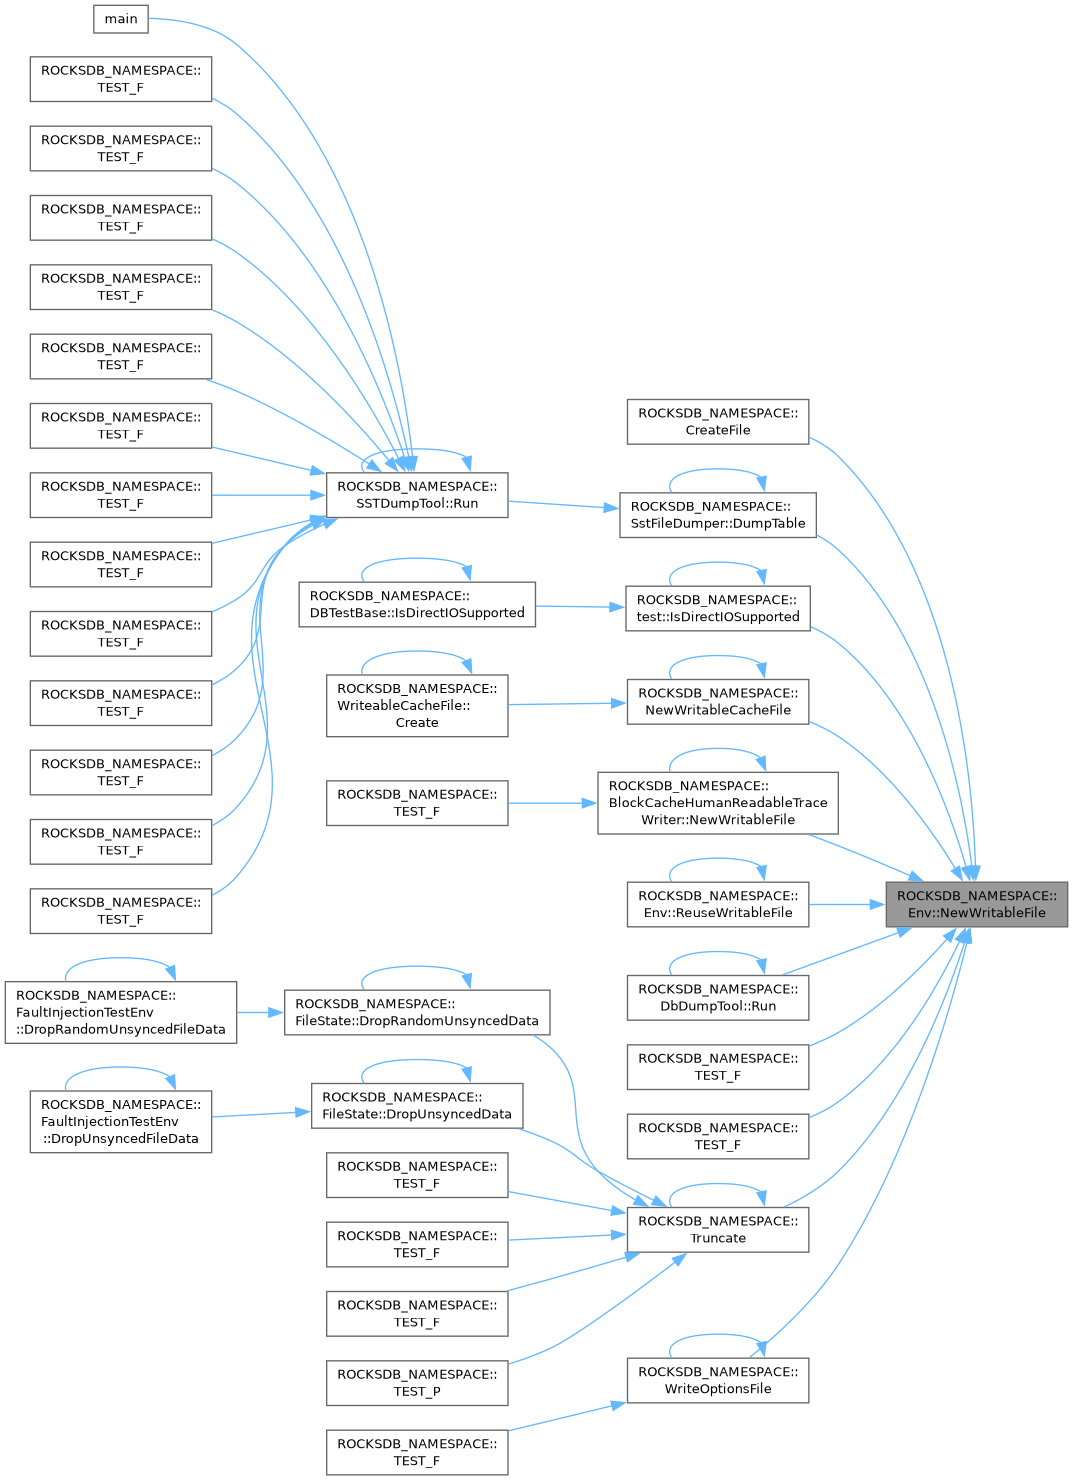 main
ROCKSDB_NAMESPACE::
TEST_F
ROCKSDB_NAMESPACE::
TEST_F
ROCKSDB_NAMESPACE::
TEST_F
ROCKSDB_NAMESPACE::
TEST_F
ROCKSDB_NAMESPACE::
TEST_F
ROCKSDB_NAMESPACE::
TEST_F
ROCKSDB_NAMESPACE::
TEST_F
ROCKSDB_NAMESPACE::
TEST_F
ROCKSDB_NAMESPACE::
TEST_F
ROCKSDB_NAMESPACE::
TEST_F
ROCKSDB_NAMESPACE::
TEST_F
ROCKSDB_NAMESPACE::
TEST_F
ROCKSDB_NAMESPACE::
TEST_F
ROCKSDB_NAMESPACE::
FaultInjectionTestEnv
::DropRandomUnsyncedFileData
ROCKSDB_NAMESPACE::
FaultInjectionTestEnv
::DropUnsyncedFileData
ROCKSDB_NAMESPACE::
SSTDumpTool::Run
ROCKSDB_NAMESPACE::
DBTestBase::IsDirectIOSupported
ROCKSDB_NAMESPACE::
WriteableCacheFile::
Create
ROCKSDB_NAMESPACE::
TEST_F
ROCKSDB_NAMESPACE::
FileState::DropRandomUnsyncedData
ROCKSDB_NAMESPACE::
FileState::DropUnsyncedData
ROCKSDB_NAMESPACE::
TEST_F
ROCKSDB_NAMESPACE::
TEST_F
ROCKSDB_NAMESPACE::
TEST_F
ROCKSDB_NAMESPACE::
TEST_P
ROCKSDB_NAMESPACE::
TEST_F
ROCKSDB_NAMESPACE::
CreateFile
ROCKSDB_NAMESPACE::
SstFileDumper::DumpTable
ROCKSDB_NAMESPACE::
test::IsDirectIOSupported
ROCKSDB_NAMESPACE::
NewWritableCacheFile
ROCKSDB_NAMESPACE::
BlockCacheHumanReadableTrace
Writer::NewWritableFile
ROCKSDB_NAMESPACE::
Env::ReuseWritableFile
ROCKSDB_NAMESPACE::
DbDumpTool::Run
ROCKSDB_NAMESPACE::
TEST_F
ROCKSDB_NAMESPACE::
TEST_F
ROCKSDB_NAMESPACE::
Truncate
ROCKSDB_NAMESPACE::
WriteOptionsFile
ROCKSDB_NAMESPACE::
Env::NewWritableFile